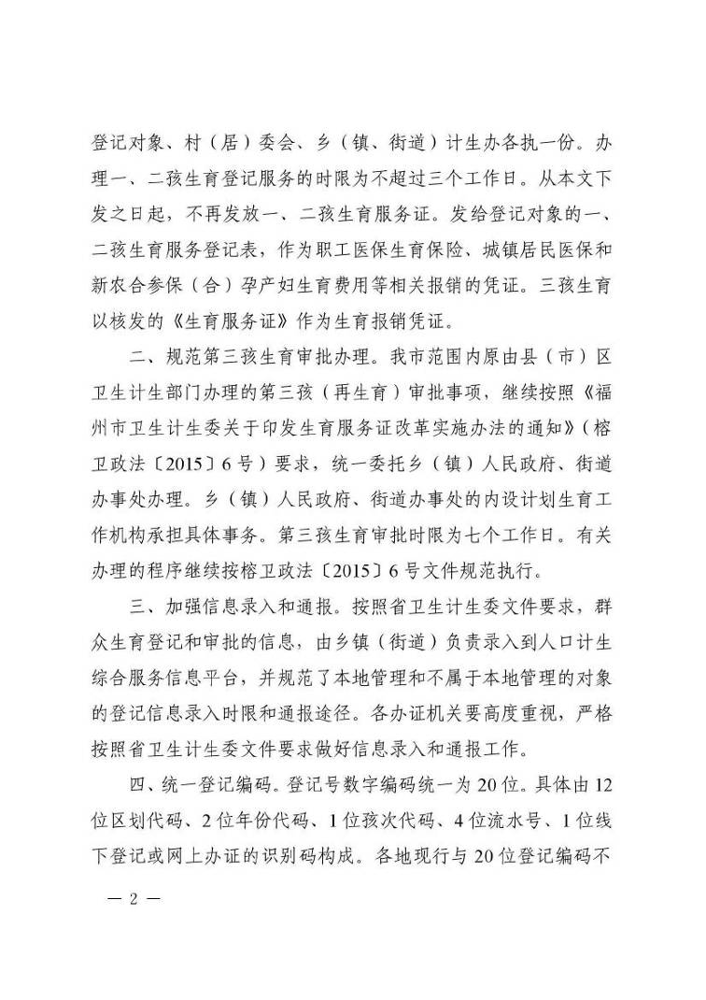 登记对象、村（居）委会、乡（镇、街道）计生办各执一份。办
理一、二孩生育登记服务的时限为不超过三个工作日。从本文下
发之日起，不再发放一、二孩生育服务证。发给登记对象的一、
二孩生育服务登记表，作为职工医保生育保险、城镇居民医保和
新农合参保（合）孕产妇生育费用等相关报销的凭证。三孩生育
以核发的《生育服务证》作为生育报销凭证。
二、规范第三孩生育审批办理。我市范围内原由县（市）区
卫生计生部门办理的第三孩（再生育）审批事项，继续按照《福
州市卫生计生委关于印发生育服务证改革实施办法的通知》（榕
卫政法〔2015〕6 号）要求，统一委托乡（镇）人民政府、街道
办事处办理。乡（镇）人民政府、街道办事处的内设计划生育工
作机构承担具体事务。第三孩生育审批时限为七个工作日。有关
办理的程序继续按榕卫政法〔2015〕6 号文件规范执行。
三、加强信息录入和通报。按照省卫生计生委文件要求，群
众生育登记和审批的信息，由乡镇（街道）负责录入到人口计生
综合服务信息平台，并规范了本地管理和不属于本地管理的对象
的登记信息录入时限和通报途径。各办证机关要高度重视，严格
按照省卫生计生委文件要求做好信息录入和通报工作。
四、统一登记编码。登记号数字编码统一为 20 位。具体由 12
位区划代码、2 位年份代码、1 位孩次代码、4 位流水号、1 位线
下登记或网上办证的识别码构成。各地现行与 20 位登记编码不
— 2 —